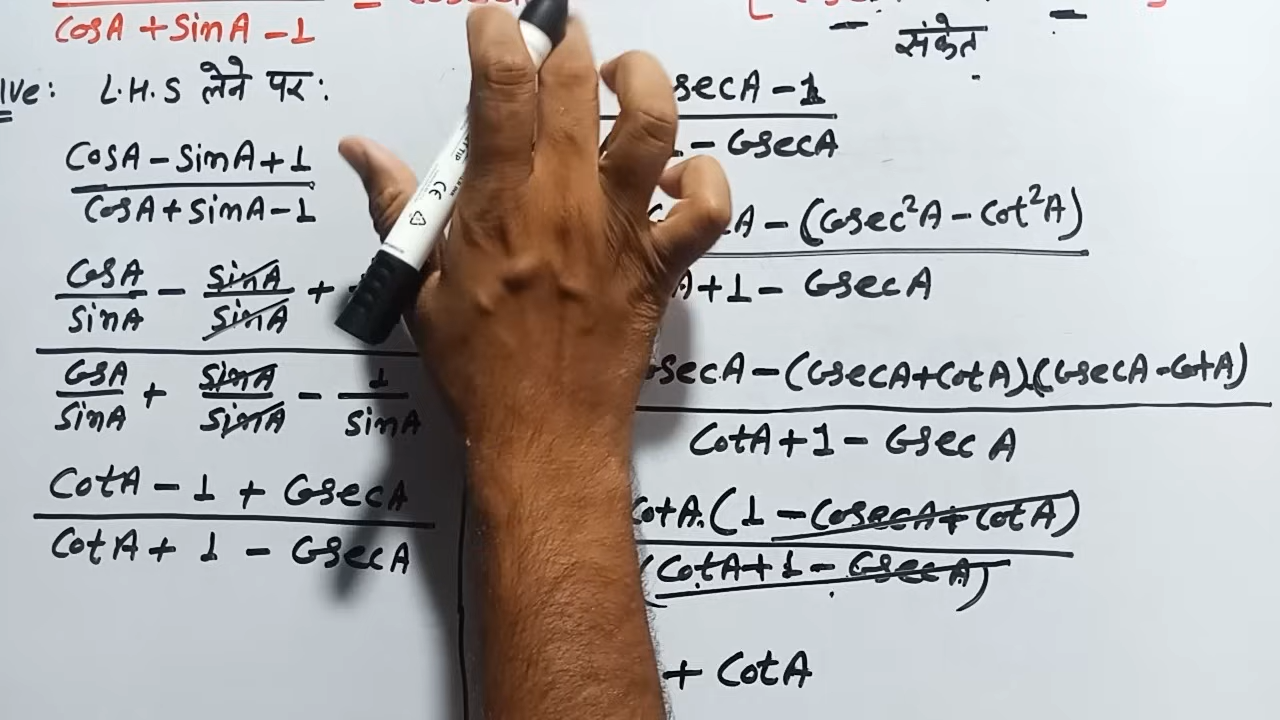 CosA + SinA - 1
संकेत
lve: L.H.S लेने पर:
CosA - SinA + 1
CosA + SinA - 1
CosA/SinA - SinA/SinA +
CosA/SinA + SinA/SinA - 1/SinA
CotA - 1 + CosecA
CotA + 1 - CosecA
secA - 1
- CosecA
A - (Cosec²A - Cot²A)
A + 1 - CosecA
secA - (CosecA + CotA)(CosecA - CotA)
CotA + 1 - Cosec A
CotA (1 - CosecA + CotA)
(CotA + 1 - CosecA)
+ CotA